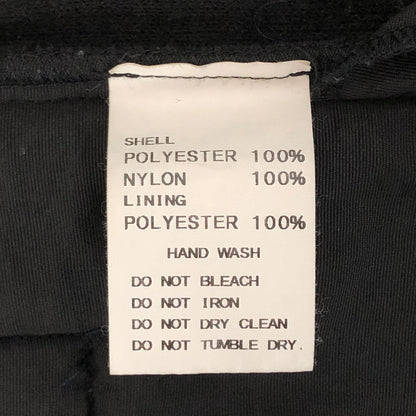 SHELL
POLYESTER 100%
NYLON 100%
LINING
POLYESTER 100%
HAND WASH
DO NOT BLEACH
DO NOT IRON
DO NOT DRY CLEAN
DO NOT TUMBLE DRY.